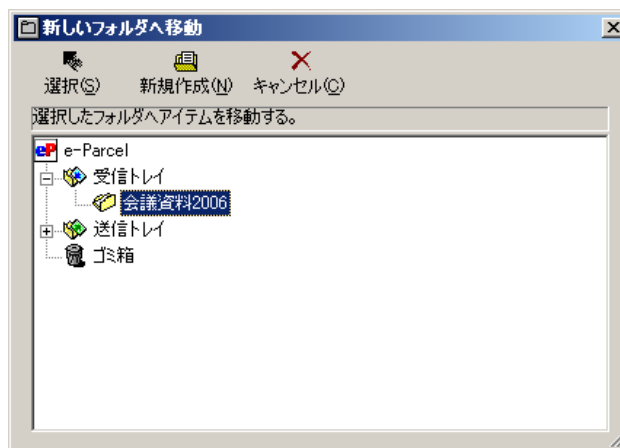 新しいフォルダへ移動
選択(S) 新規作成(N) キャンセル(C)
選択したフォルダへアイテムを移動する。
eP e-Parcel
受信トレイ
会議資料2006
送信トレイ
ゴミ箱